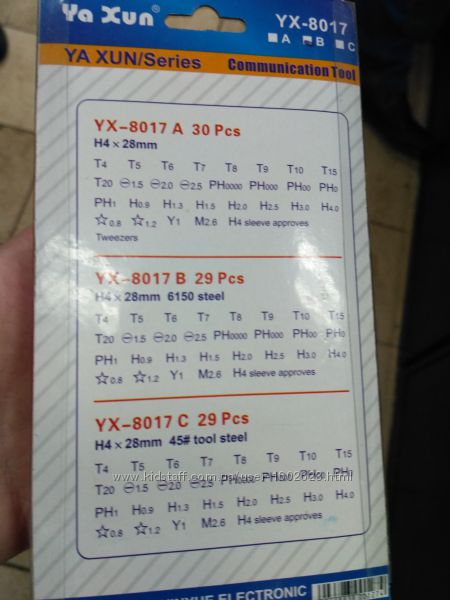 Ya Xun
YX-8017
A B C
YA XUN/Series Communication Tool
YX-8017 A 30 Pcs
H4 × 28mm
T4 T5 T6 T7 T8 T9 T10 T15
T20 ⊖1.5 ⊖2.0 ⊖2.5 PH0000 PH000 PH00 PH0
PH1 H0.9 H1.3 H1.5 H2.0 H2.5 H3.0 H4.0
☆0.8 ☆1.2 Y1 M2.6 H4 sleeve approves
Tweezers
YX-8017 B 29 Pcs
H4 × 28mm 6150 steel
T4 T5 T6 T7 T8 T9 T10 T15
T20 ⊖1.5 ⊖2.0 ⊖2.5 PH0000 PH000 PH00 PH0
PH1 H0.9 H1.3 H1.5 H2.0 H2.5 H3.0 H4.0
☆0.8 ☆1.2 Y1 M2.6 H4 sleeve approves
YX-8017 C 29 Pcs
H4 × 28mm 45# tool steel
T4 T5 T6 T7 T8 T9 T10 T15
T20 ⊖1.5 ⊖2.0 ⊖2.5 PH0000 PH000 PH00 PH0
PH1 H0.9 H1.3 H1.5 H2.0 H2.5 H3.0 H4.0
☆0.8 ☆1.2 Y1 M2.6 H4 sleeve approves
ELECTRONIC